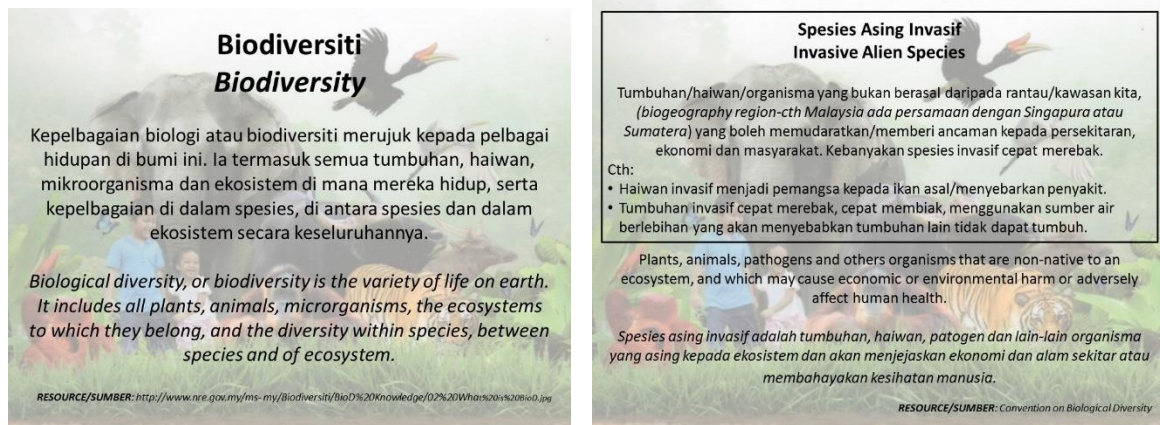 Biodiversiti
Biodiversity
Kepelbagaian biologi atau biodiversiti merujuk kepada pelbagai
hidupan di bumi ini. Ia termasuk semua tumbuhan, haiwan,
mikroorganisma dan ekosistem di mana mereka hidup, serta
kepelbagaian di dalam spesies, di antara spesies dan dalam
ekosistem secara keseluruhannya.
Biological diversity, or biodiversity is the variety of life on earth.
It includes all plants, animals, microrganisms, the ecosystems
to which they belong, and the diversity within species, between
species and of ecosystem.
RESOURCE/SUMBER: http://www.nre.gov.my/ms- my/Biodiversiti/BioD%20Knowledge/02%20What%20is%20BioD.jpg
Spesies Asing Invasif
Invasive Alien Species
Tumbuhan/haiwan/organisma yang bukan berasal daripada rantau/kawasan kita,
(biogeography region-cth Malaysia ada persamaan dengan Singapura atau
Sumatera) yang boleh memudaratkan/memberi ancaman kepada persekitaran,
ekonomi dan masyarakat. Kebanyakan spesies invasif cepat merebak.
Cth:
• Haiwan invasif menjadi pemangsa kepada ikan asal/menyebarkan penyakit.
• Tumbuhan invasif cepat merebak, cepat membiak, menggunakan sumber air
berlebihan yang akan menyebabkan tumbuhan lain tidak dapat tumbuh.
Plants, animals, pathogens and others organisms that are non-native to an
ecosystem, and which may cause economic or environmental harm or adversely
affect human health.
Spesies asing invasif adalah tumbuhan, haiwan, patogen dan lain-lain organisma
yang asing kepada ekosistem dan akan menjejaskan ekonomi dan alam sekitar atau
membahayakan kesihatan manusia.
RESOURCE/SUMBER: Convention on Biological Diversity